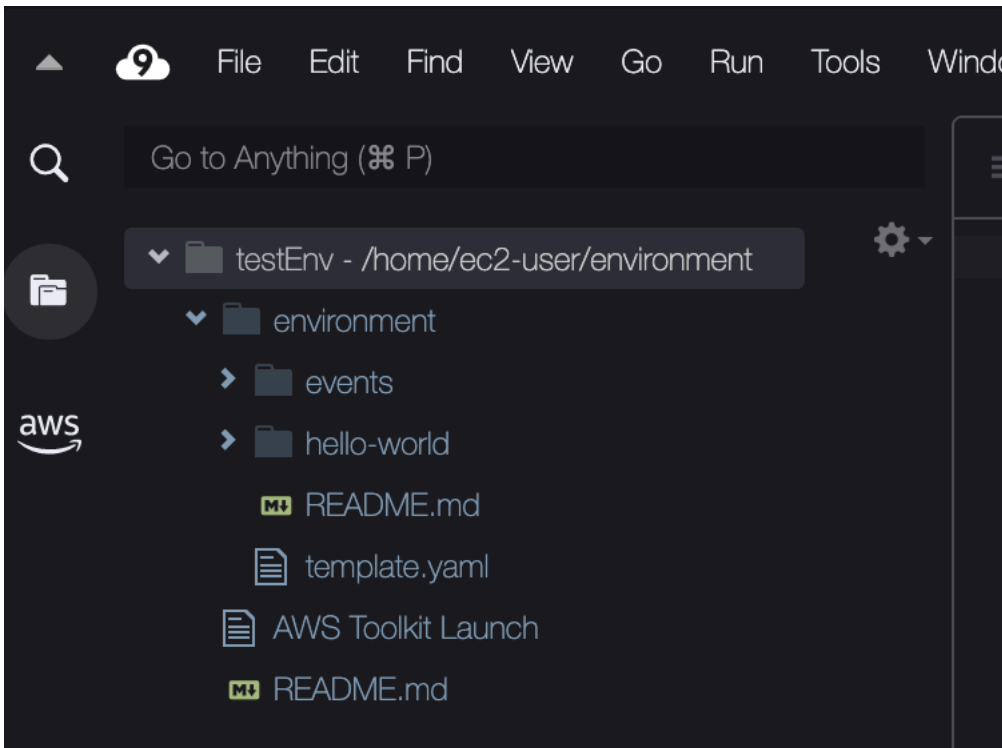 9 File Edit Find View Go Run Tools
Go to Anything (⌘ P)
testEnv - /home/ec2-user/environment
environment
events
aws
hello-world
M↓ README.md
template.yaml
AWS Toolkit Launch
M↓ README.md